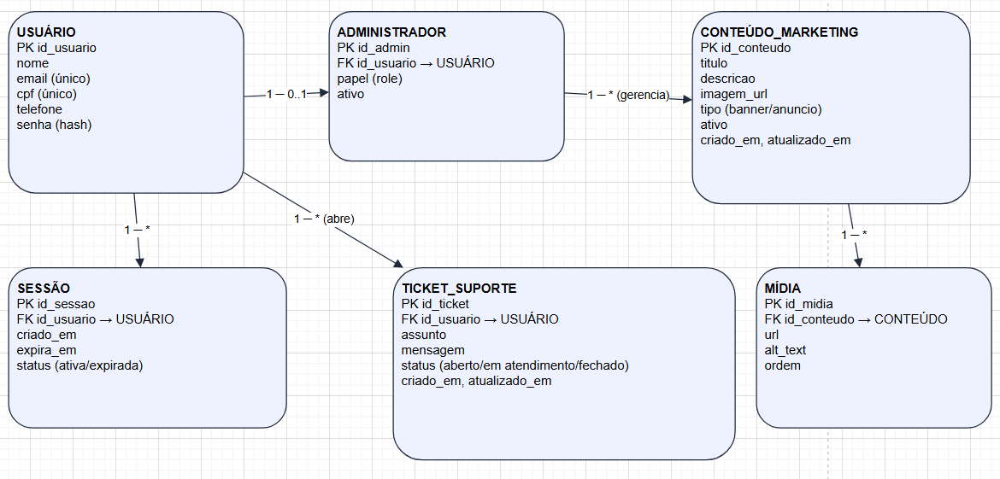 USUÁRIO
PK id_usuario
nome
email (único)
cpf (único)
telefone
senha (hash)
1 — 0..1
ADMINISTRADOR
PK id_admin
FK id_usuario → USUÁRIO
papel (role)
ativo
1 — * (gerencia)
CONTEÚDO_MARKETING
PK id_conteudo
titulo
descricao
imagem_url
tipo (banner/anuncio)
ativo
criado_em, atualizado_em
1 — *
1 — * (abre)
1 — *
SESSÃO
PK id_sessao
FK id_usuario → USUÁRIO
criado_em
expira_em
status (ativa/expirada)
TICKET_SUPORTE
PK id_ticket
FK id_usuario → USUÁRIO
assunto
mensagem
status (aberto/em atendimento/fechado)
criado_em, atualizado_em
MÍDIA
PK id_midia
FK id_conteudo → CONTEÚDO
url
alt_text
ordem